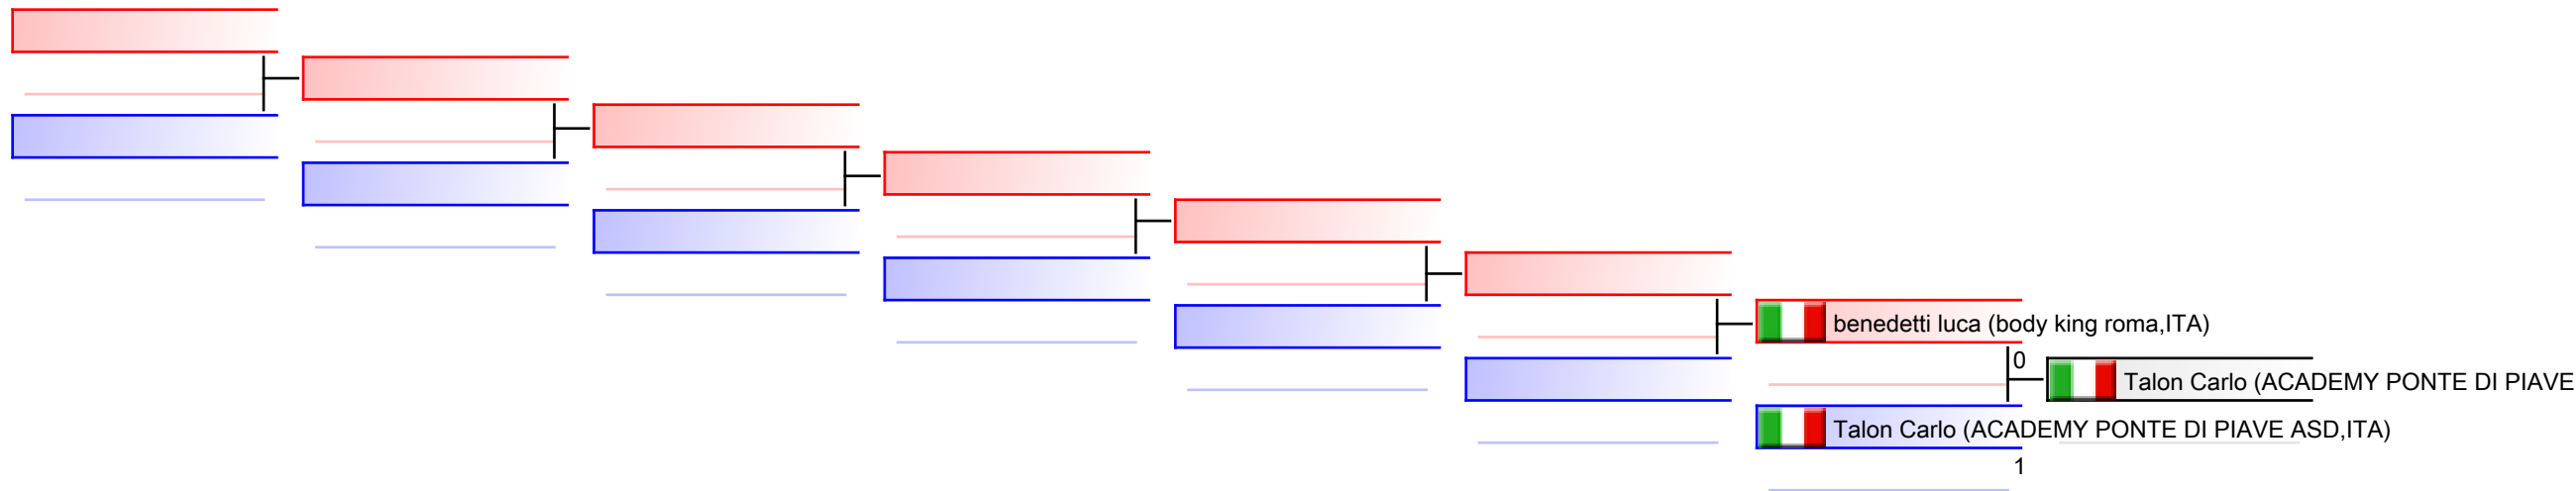 benedetti luca (body king roma,ITA)
0
Talon Carlo (ACADEMY PONTE DI PIAVE
Talon Carlo (ACADEMY PONTE DI PIAVE ASD,ITA)
1